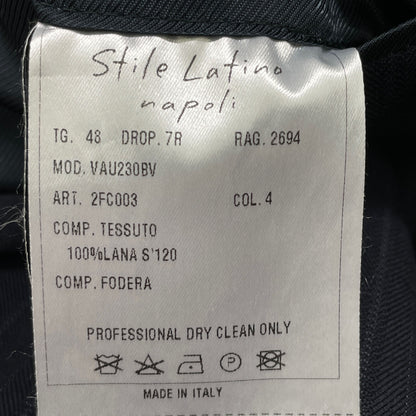 Stile Latino
napoli
TG. 48 DROP. 7R RAG. 2694
MOD. VAU230BV
ART. 2FC003 COL. 4
COMP. TESSUTO
100%LANA S'120
COMP. FODERA
PROFESSIONAL DRY CLEAN ONLY
P
MADE IN ITALY